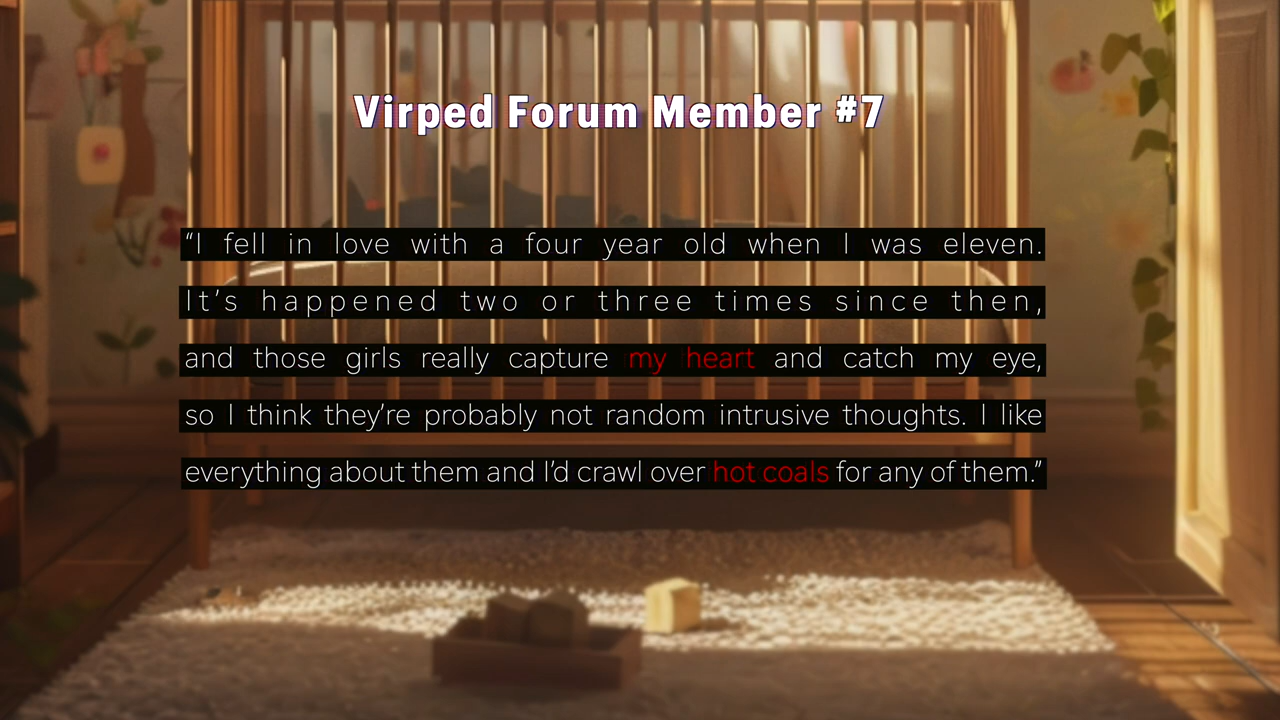 Virped Forum Member #7
“I fell in love with a four year old when I was eleven.
It’s happened two or three times since then,
and those girls really capture my heart and catch my eye,
so I think they’re probably not random intrusive thoughts. I like
everything about them and I’d crawl over hot coals for any of them.”